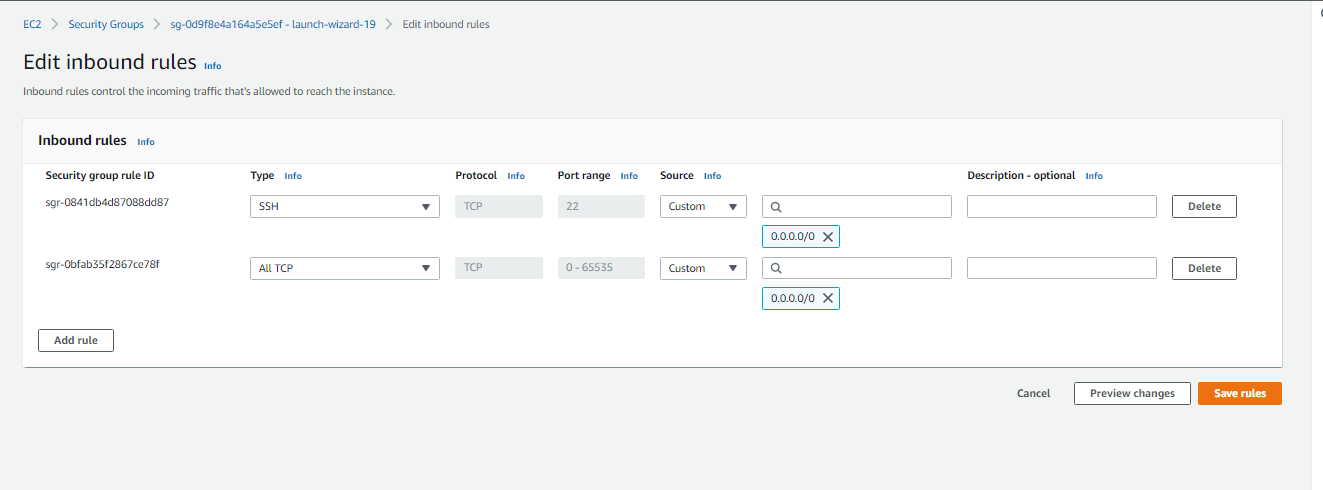 EC2 > Security Groups > sg-0d9f8e4a164a5e5ef - launch-wizard-19 > Edit inbound rules
Edit inbound rules Info
Inbound rules control the incoming traffic that's allowed to reach the instance.
Inbound rules Info
Security group rule ID Type Info Protocol Info Port range Info Source Info Description - optional Info
sgr-0841db4d87088dd87 SSH TCP 22 Custom Delete
0.0.0.0/0
sgr-0bfab35f2867ce78f All TCP TCP 0 - 65535 Custom Delete
0.0.0.0/0
Add rule
Cancel Preview changes Save rules